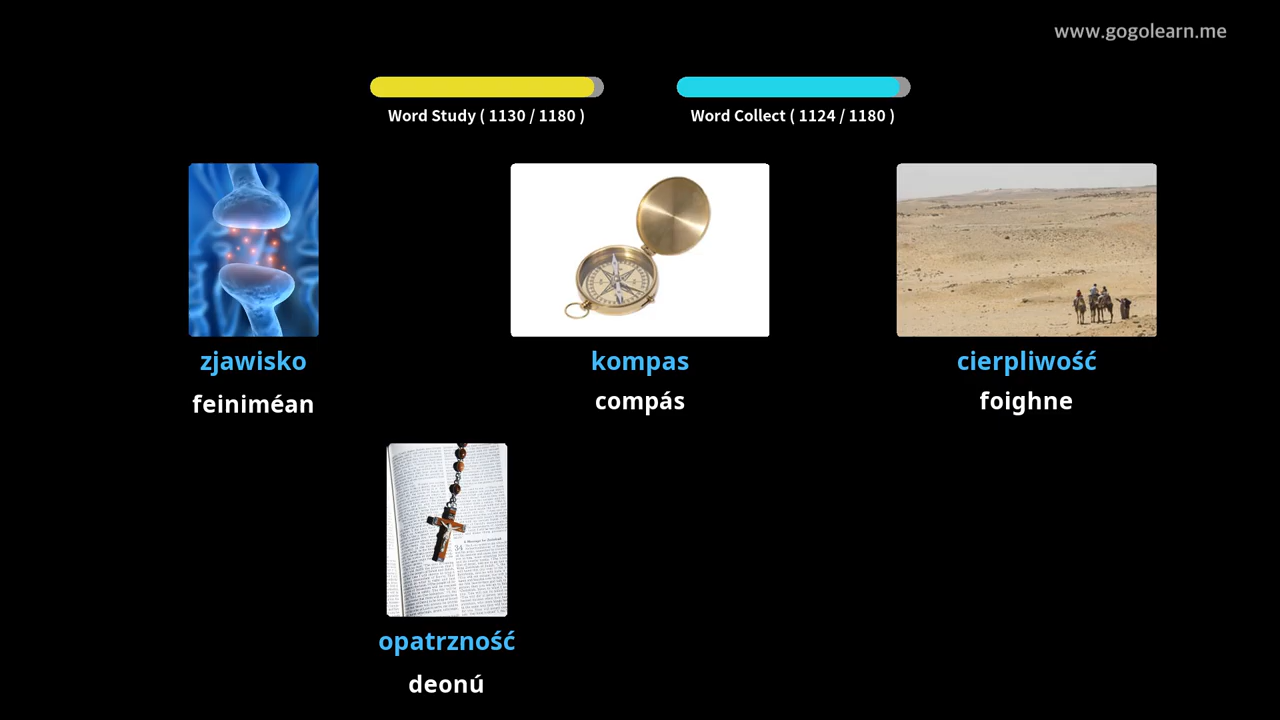 www.gogolearn.me
Word Study ( 1130 / 1180 )
Word Collect ( 1124 / 1180 )
zjawisko
feiniméan
kompas
compás
cierpliwość
foighne
34
opatrzność
deonú